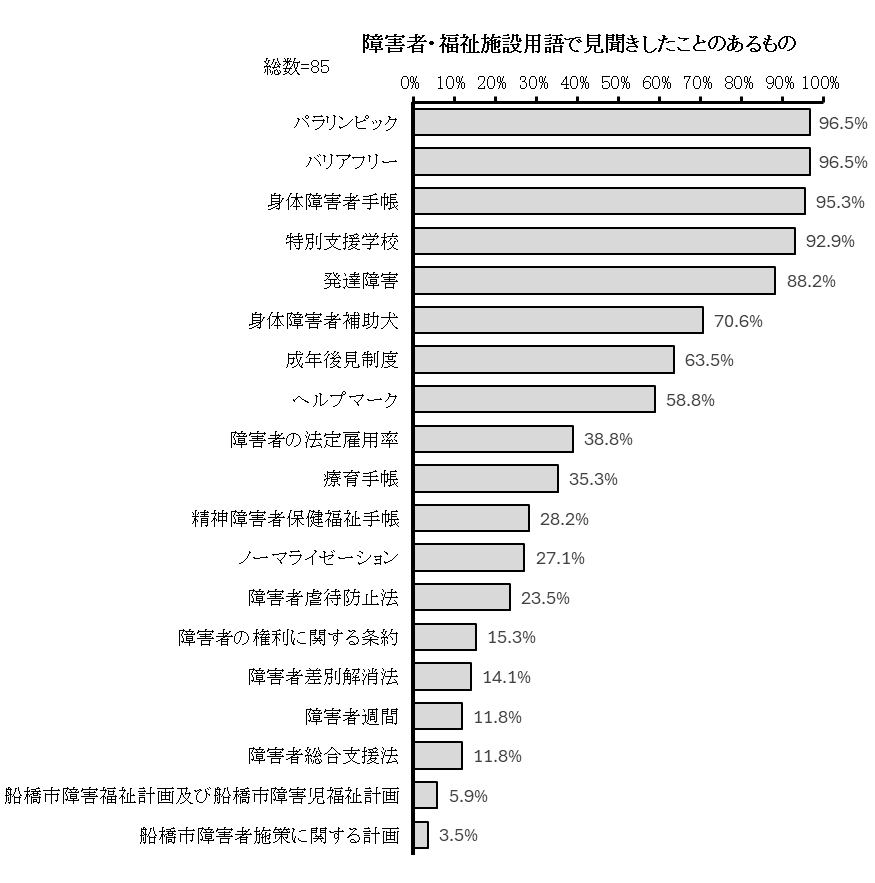 障害者・福祉施設用語で見聞きしたことのあるもの
総数=85
0% 10% 20% 30% 40% 50% 60% 70% 80% 90% 100%
パラリンピック 96.5%
バリアフリー 96.5%
身体障害者手帳 95.3%
特別支援学校 92.9%
発達障害 88.2%
身体障害者補助犬 70.6%
成年後見制度 63.5%
ヘルプマーク 58.8%
障害者の法定雇用率 38.8%
療育手帳 35.3%
精神障害者保健福祉手帳 28.2%
ノーマライゼーション 27.1%
障害者虐待防止法 23.5%
障害者の権利に関する条約 15.3%
障害者差別解消法 14.1%
障害者週間 11.8%
障害者総合支援法 11.8%
船橋市障害福祉計画及び船橋市障害児福祉計画 5.9%
船橋市障害者施策に関する計画 3.5%